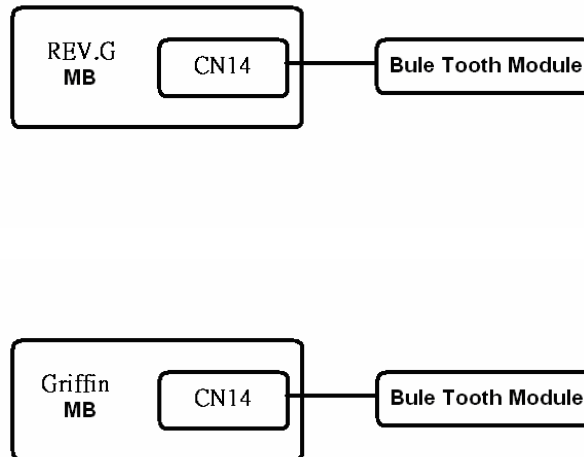 REV.G
MB
CN14
Bule Tooth Module
Griffin
MB
CN14
Bule Tooth Module